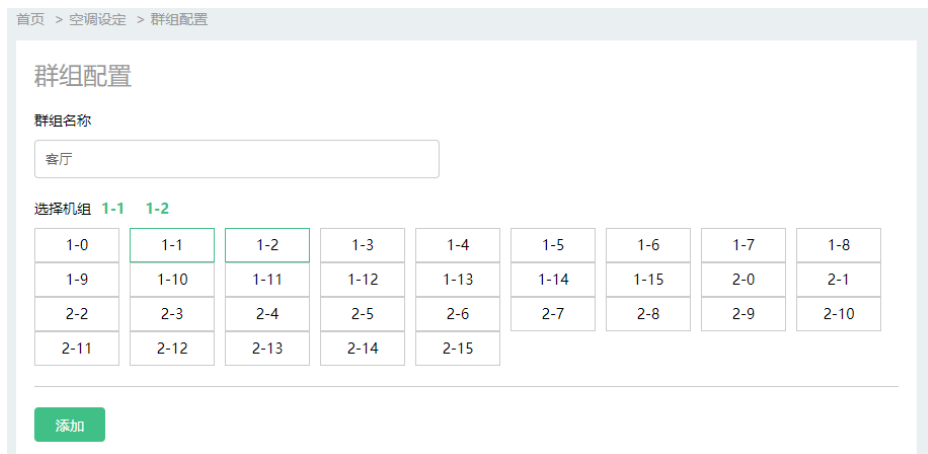 首页 > 空调设定 > 群组配置
群组配置
群组名称
客厅
选择机组 1-1 1-2
1-0 1-1 1-2 1-3 1-4 1-5 1-6 1-7 1-8
1-9 1-10 1-11 1-12 1-13 1-14 1-15 2-0 2-1
2-2 2-3 2-4 2-5 2-6 2-7 2-8 2-9 2-10
2-11 2-12 2-13 2-14 2-15
添加